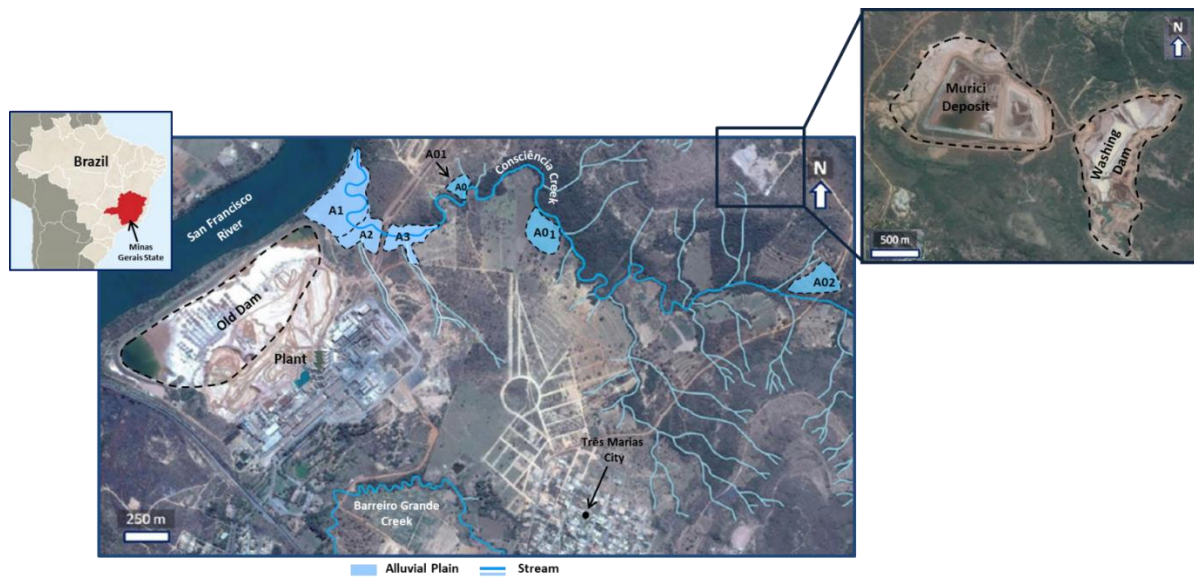 Brazil
Minas
Gerais State
San Francisco
River
A1
A2
A3
A01
A0
Consciência Creek
A01
A02
N
Old Dam
Plant
Três Marias
City
Barreiro Grande
Creek
250 m
Murici
Deposit
Washing
Dam
N
500 m
Alluvial Plain
Stream